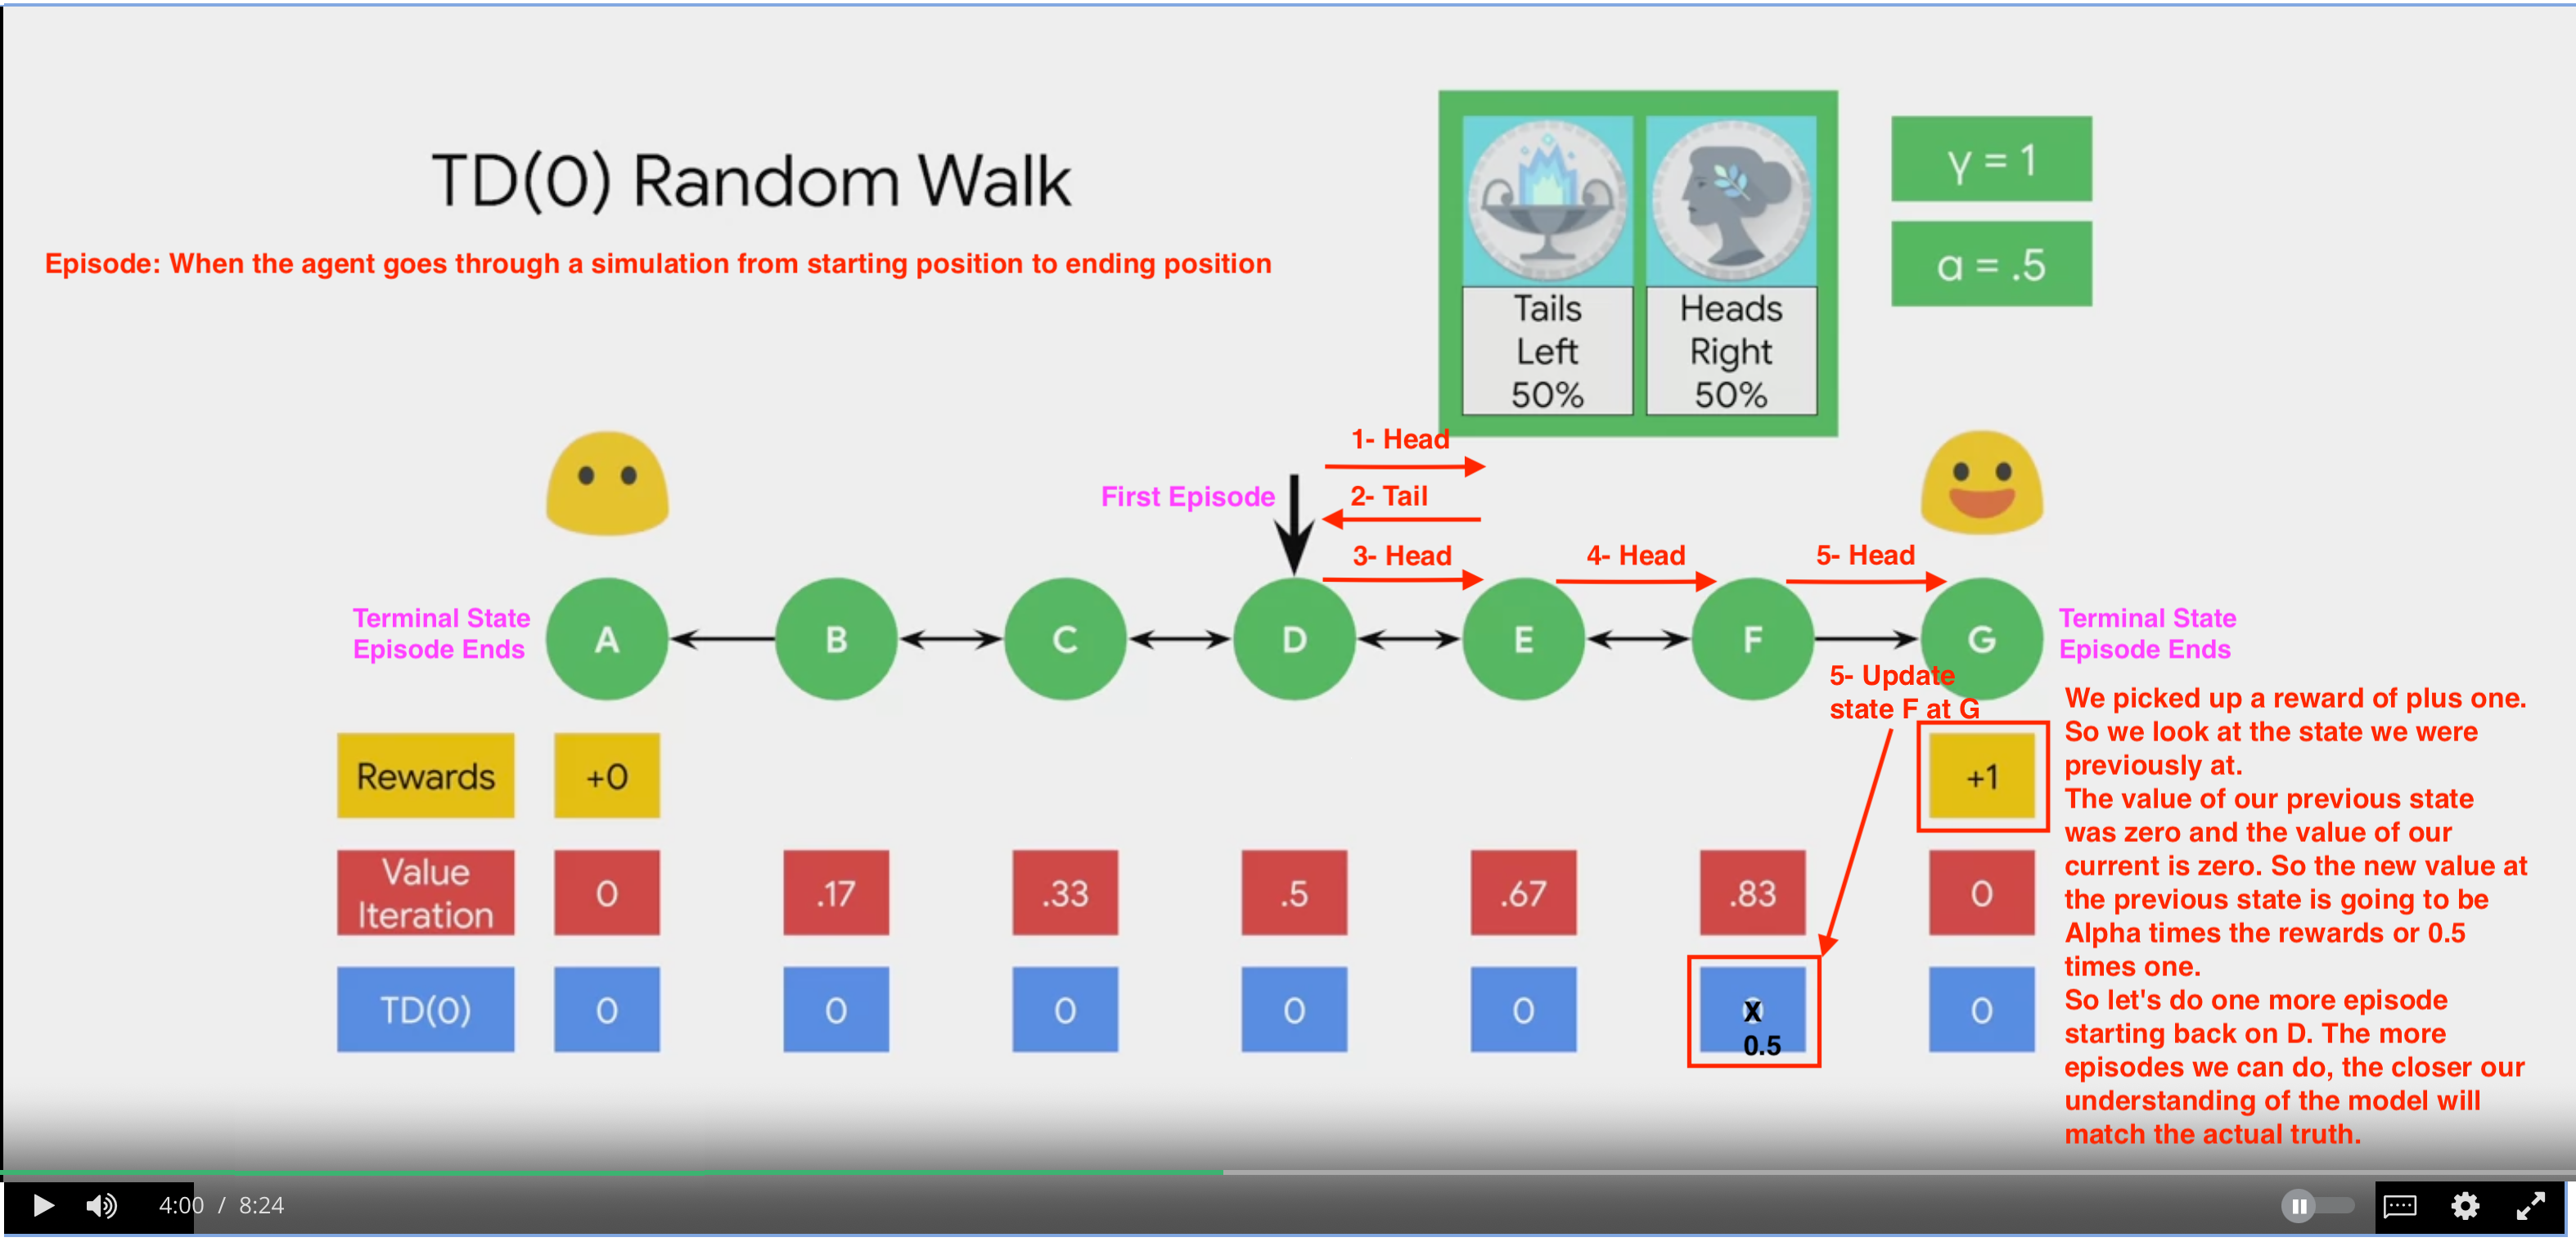 TD(0) Random Walk
Episode: When the agent goes through a simulation from starting position to ending position
Tails
Left
50%
Heads
Right
50%
γ = 1
α = .5
First Episode
1- Head
2- Tail
3- Head
4- Head
5- Head
Terminal State
Episode Ends
A
B
C
D
E
F
G
Terminal State
Episode Ends
5- Update
state F at G
Rewards
+0
+1
Value
Iteration
0
.17
.33
.5
.67
.83
0
TD(0)
0
0
0
0
0
X
0.5
0
We picked up a reward of plus one.
So we look at the state we were
previously at.
The value of our previous state
was zero and the value of our
current is zero. So the new value at
the previous state is going to be
Alpha times the rewards or 0.5
times one.
So let's do one more episode
starting back on D. The more
episodes we can do, the closer our
understanding of the model will
match the actual truth.
4:00 / 8:24